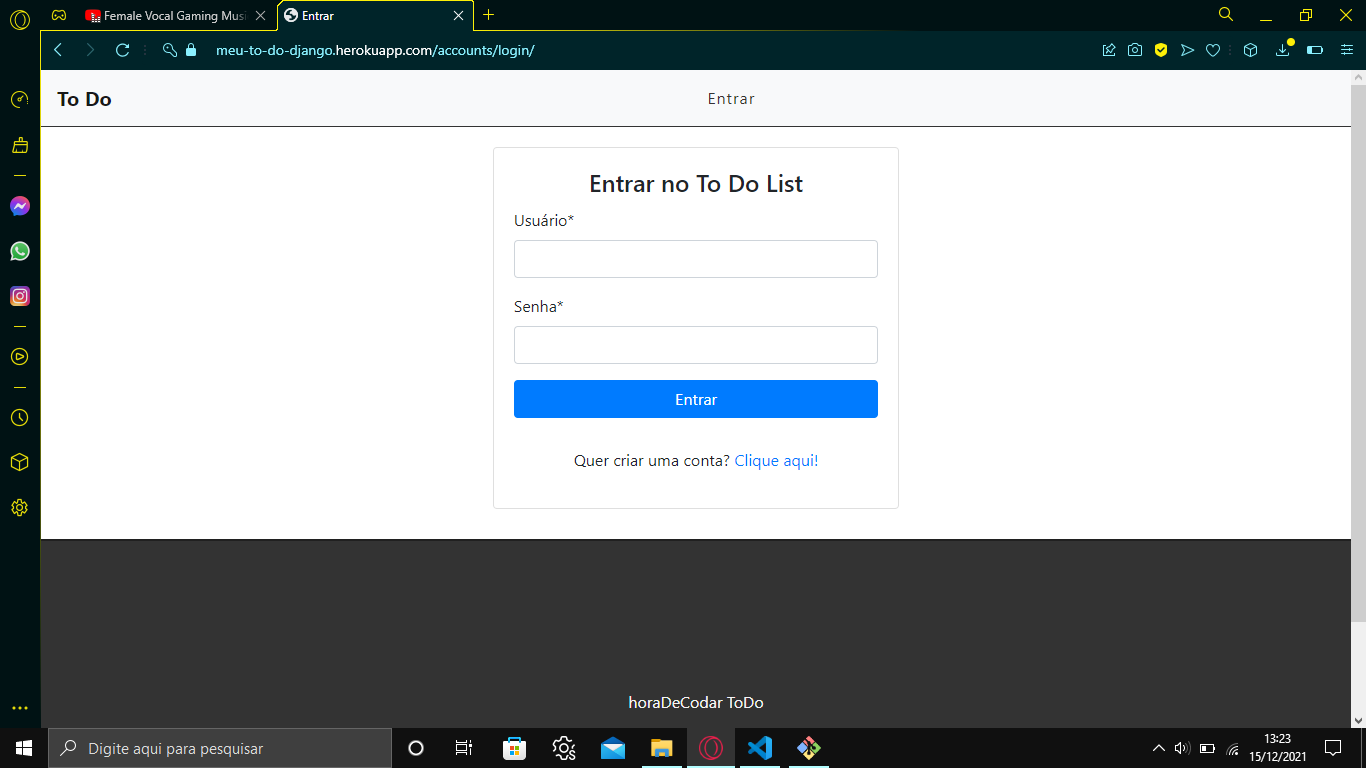 Female Vocal Gaming Musi
Entrar
meu-to-do-django.herokuapp.com/accounts/login/
To Do
Entrar
Entrar no To Do List
Usuário*
Senha*
Entrar
Quer criar uma conta? Clique aqui!
horaDeCodar ToDo
Digite aqui para pesquisar
13:23
15/12/2021